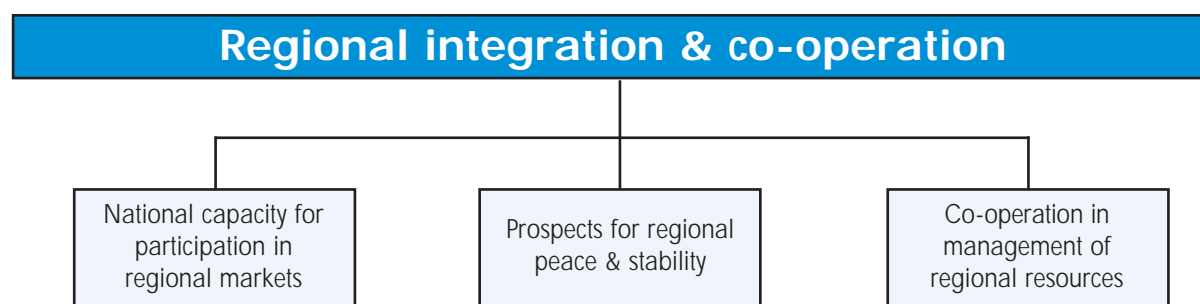 Regional integration & co-operation
National capacity for
participation in
regional markets
Prospects for regional
peace & stability
Co-operation in
management of
regional resources